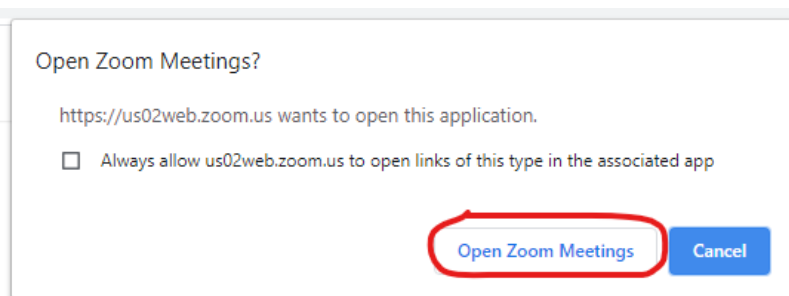 Open Zoom Meetings?
https://us02web.zoom.us wants to open this application.
Always allow us02web.zoom.us to open links of this type in the associated app
Open Zoom Meetings
Cancel